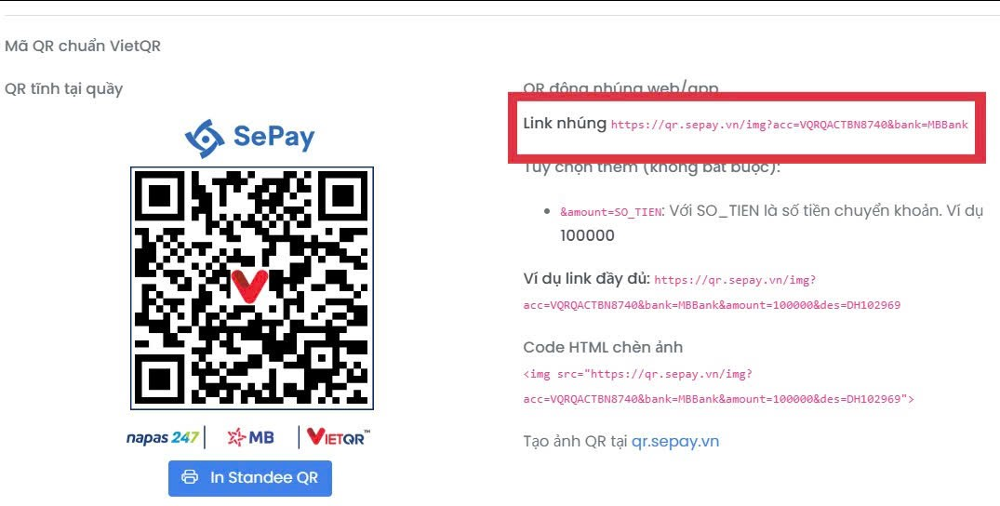 Mã QR chuẩn VietQR
QR tĩnh tại quầy
SePay
napas 247
MB
VIETQR™
In Standee QR
QR động nhúng web/app
Link nhúng https://qr.sepay.vn/img?acc=VQRQACTBN8740&bank=MBBank
Tùy chọn thêm (không bắt buộc):
&amount=SO_TIEN: Với SO_TIEN là số tiền chuyển khoản. Ví dụ
100000
Ví dụ link đầy đủ: https://qr.sepay.vn/img?
acc=VQRQACTBN8740&bank=MBBank&amount=100000&des=DH102969
Code HTML chèn ảnh
<img src="https://qr.sepay.vn/img?
acc=VQRQACTBN8740&bank=MBBank&amount=100000&des=DH102969">
Tạo ảnh QR tại qr.sepay.vn